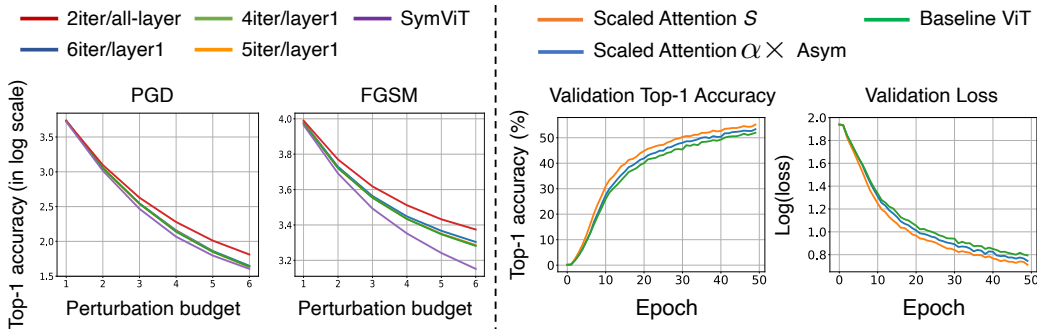 2iter/all-layer 4iter/layer1 SymViT
6iter/layer1 5iter/layer1
Scaled Attention S Baseline ViT
Scaled Attention α× Asym
Top-1 accuracy (in log scale)
PGD
3.5
3.0
2.5
2.0
1.5
1 2 3 4 5 6
Perturbation budget
FGSM
4.0
3.8
3.6
3.4
3.2
1 2 3 4 5 6
Perturbation budget
Validation Top-1 Accuracy
Top-1 accuracy (%)
50
40
30
20
10
0
0 10 20 30 40 50
Epoch
Validation Loss
Log(loss)
2.0
1.8
1.6
1.4
1.2
1.0
0.8
0 10 20 30 40 50
Epoch